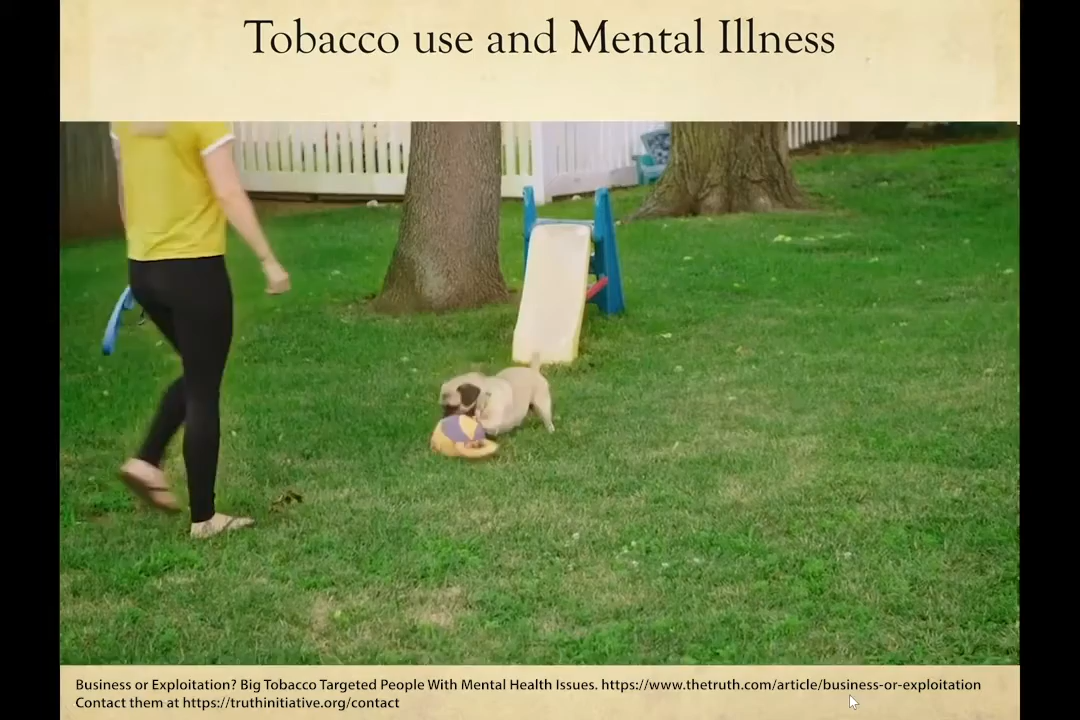 Tobacco use and Mental Illness
Business or Exploitation? Big Tobacco Targeted People With Mental Health Issues. https://www.thetruth.com/article/business-or-exploitation
Contact them at https://truthinitiative.org/contact